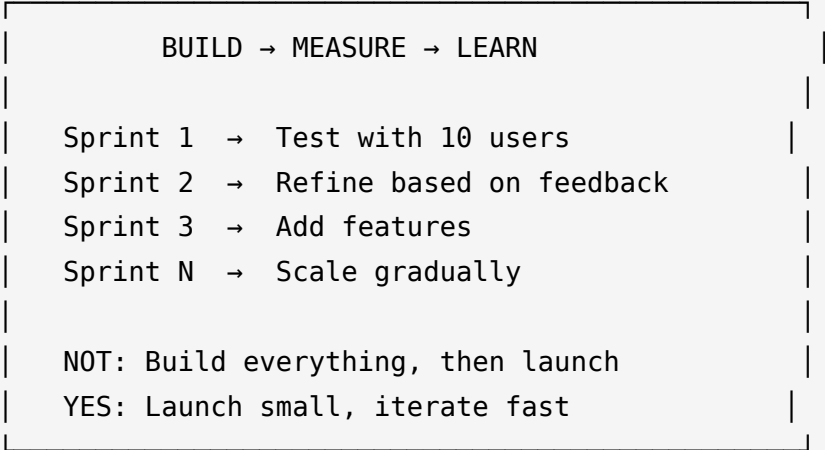 BUILD → MEASURE → LEARN
Sprint 1 → Test with 10 users
Sprint 2 → Refine based on feedback
Sprint 3 → Add features
Sprint N → Scale gradually
NOT: Build everything, then launch
YES: Launch small, iterate fast